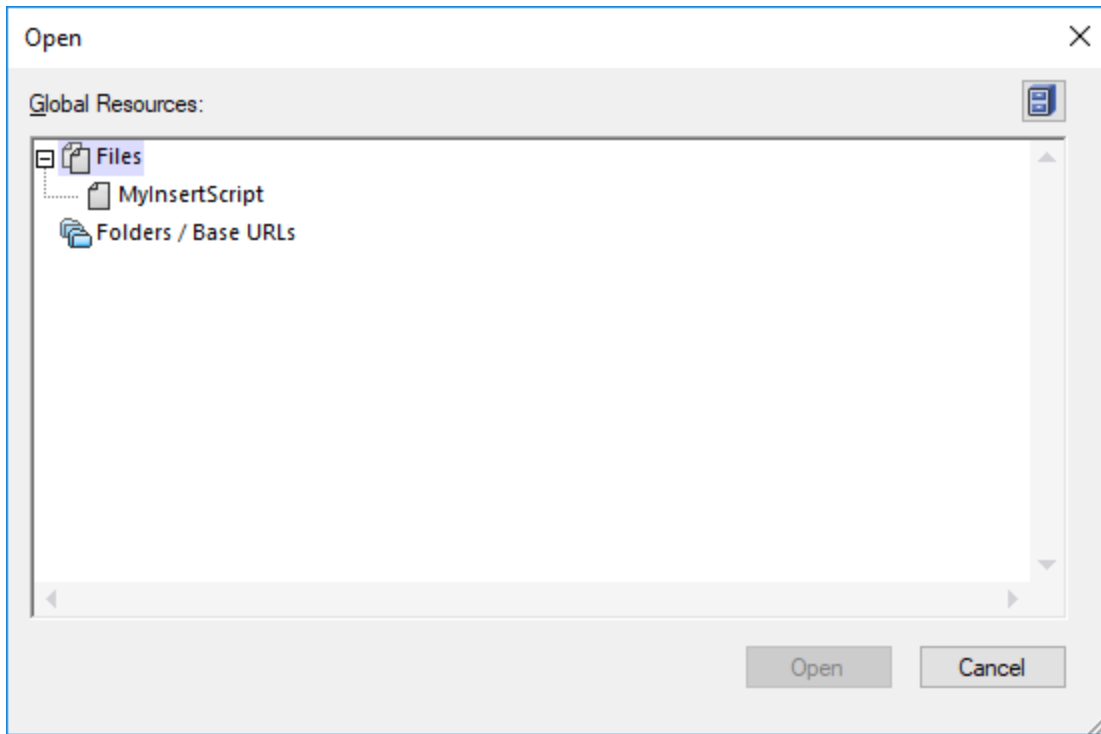 Open
Global Resources:
Files
MyInsertScript
Folders / Base URLs
Open
Cancel